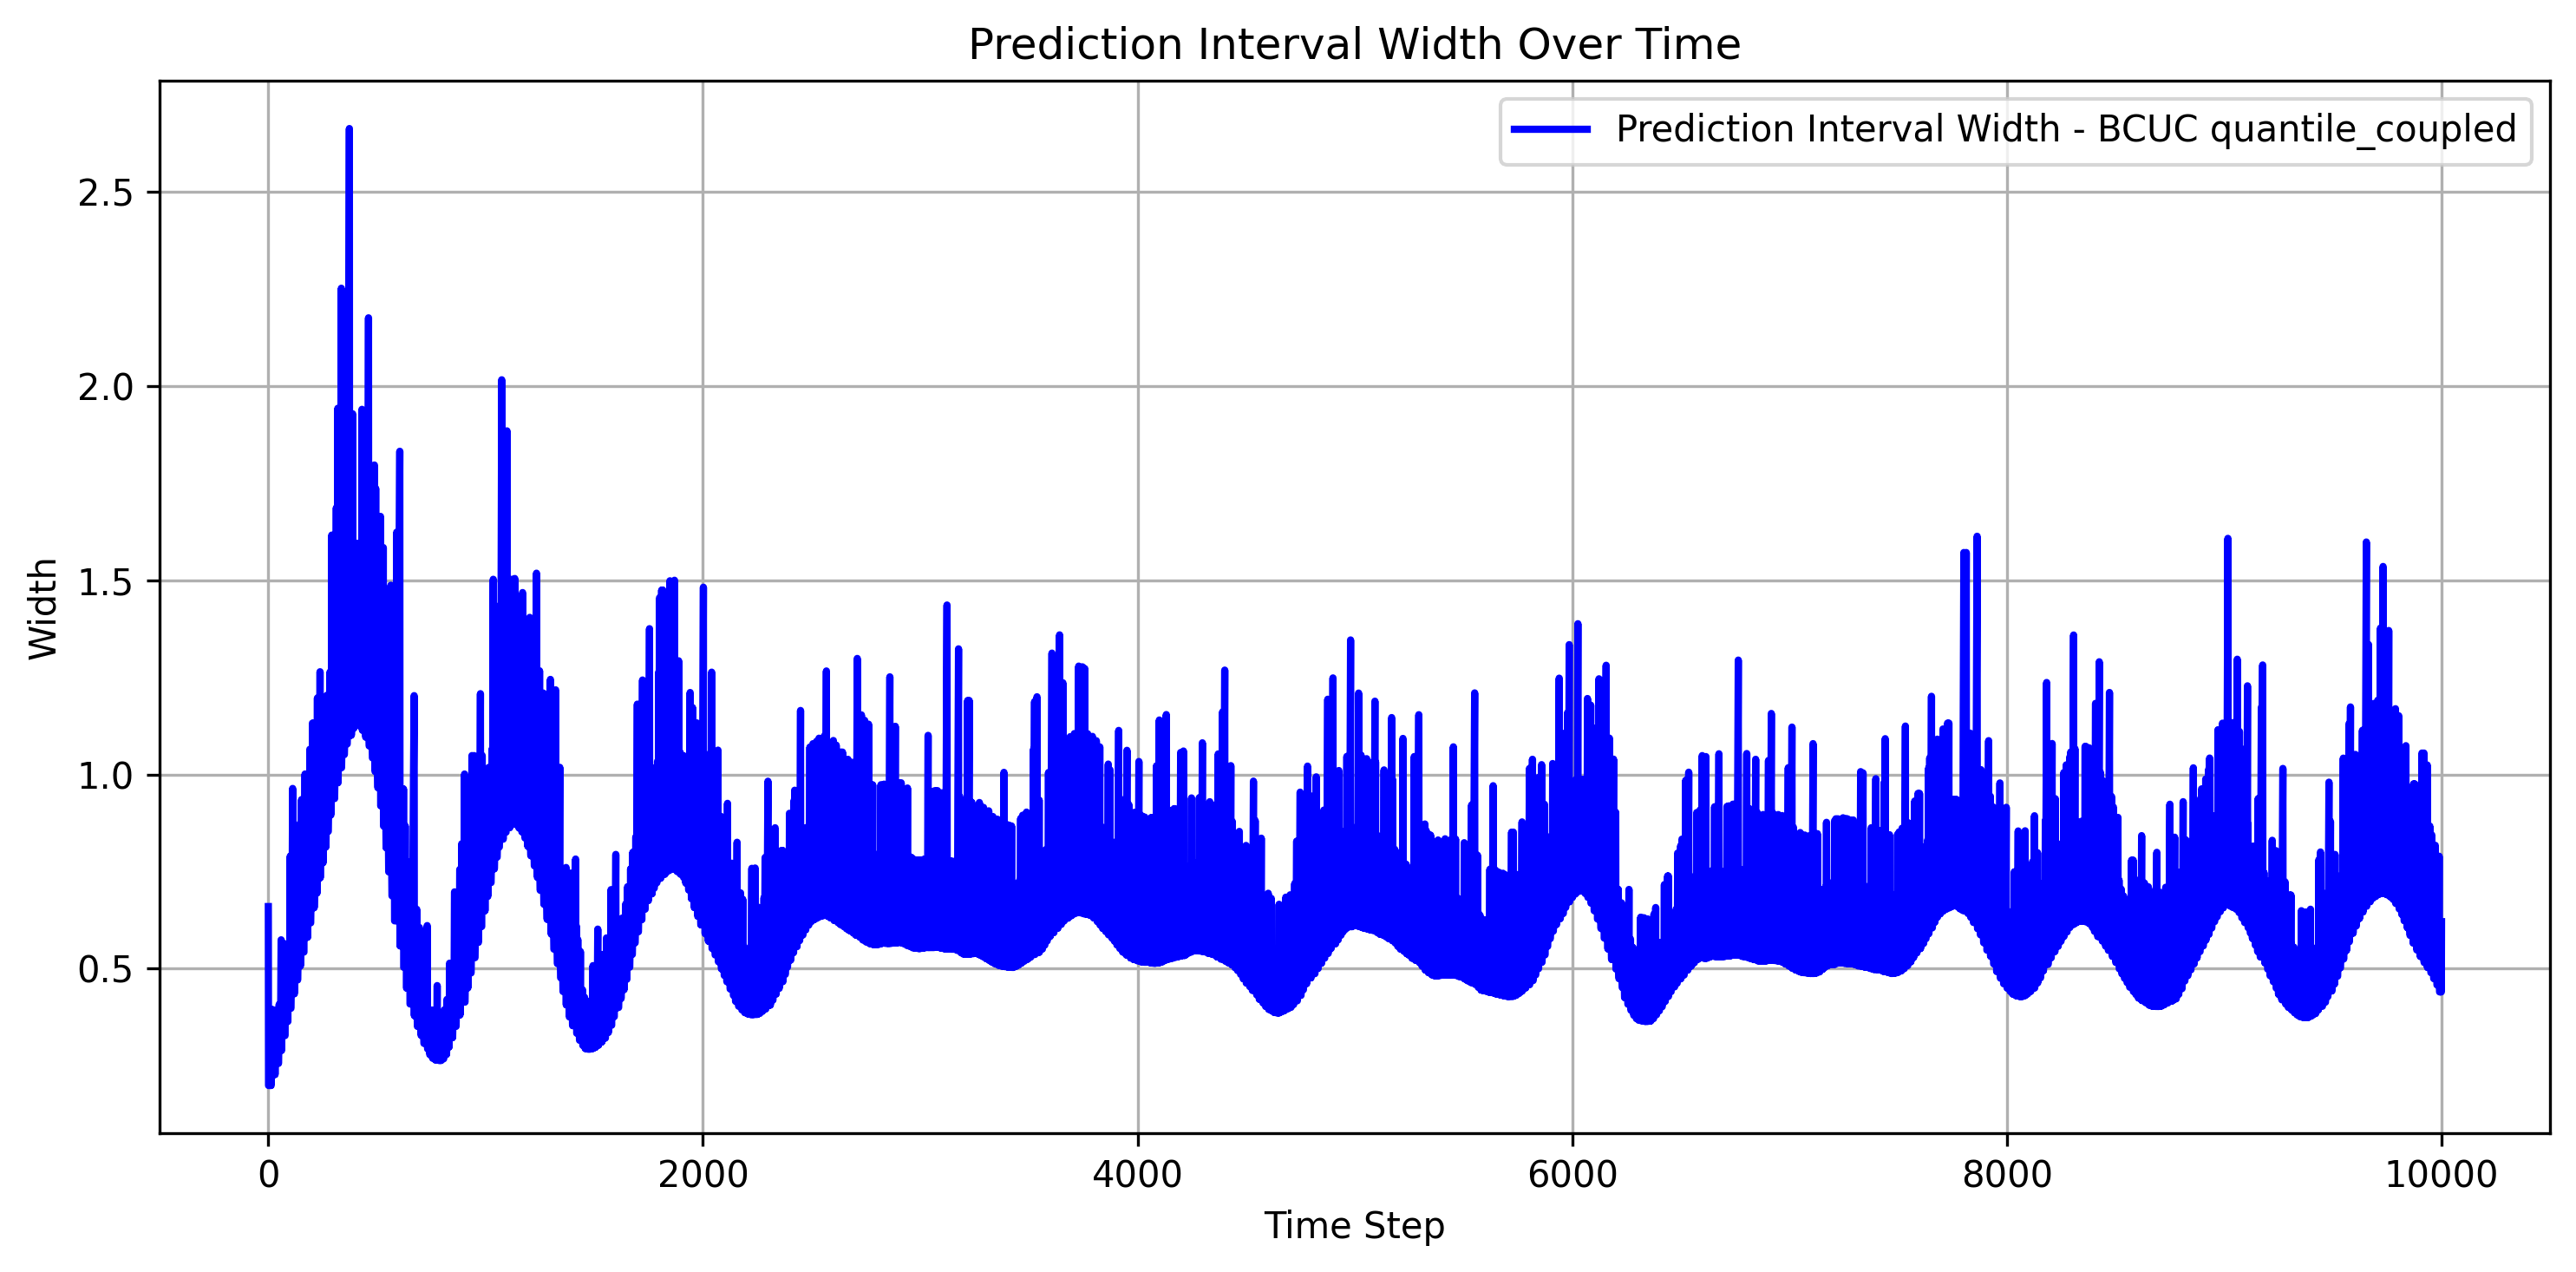 Prediction Interval Width Over Time
Prediction Interval Width - BCUC quantile_coupled
Width
2.5
2.0
1.5
1.0
0.5
0 2000 4000 6000 8000 10000
Time Step